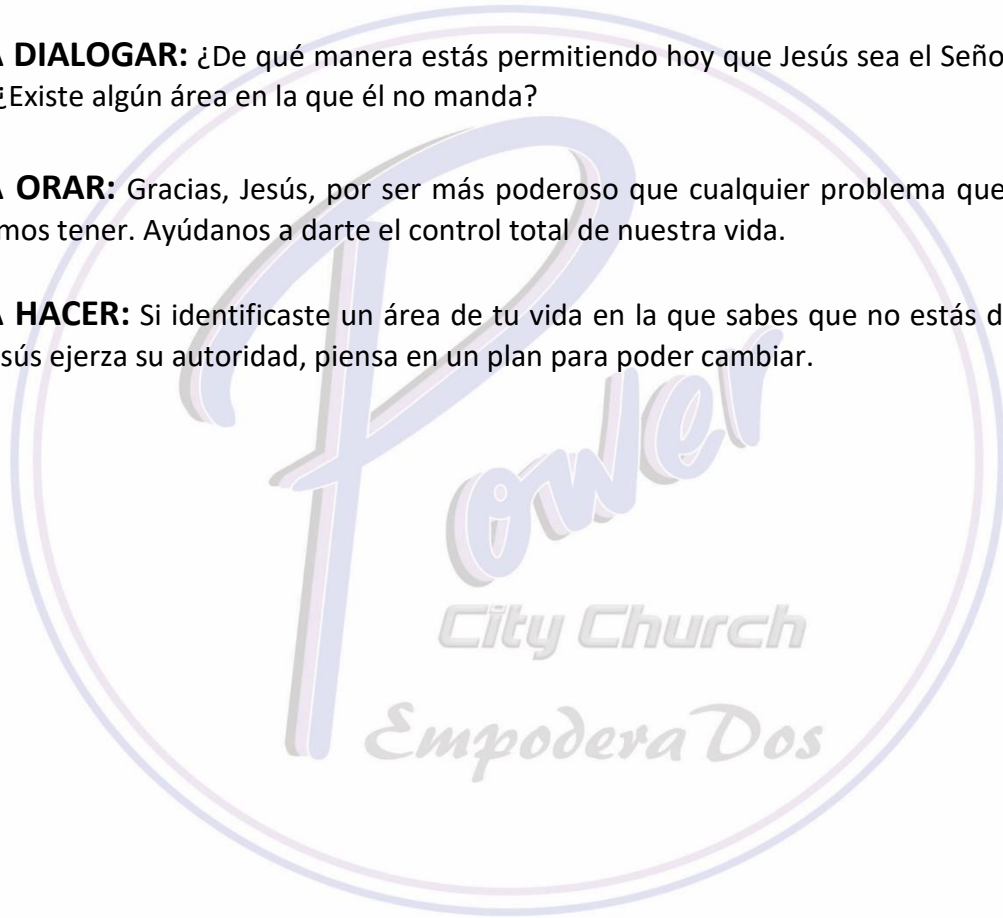 A DIALOGAR: ¿De qué manera estás permitiendo hoy que Jesús sea el Seño
¿Existe algún área en la que él no manda?
A ORAR: Gracias, Jesús, por ser más poderoso que cualquier problema que
mos tener. Ayúdanos a darte el control total de nuestra vida.
A HACER: Si identificaste un área de tu vida en la que sabes que no estás d
sús ejerza su autoridad, piensa en un plan para poder cambiar.
Power
City Church
EmpoderaDos